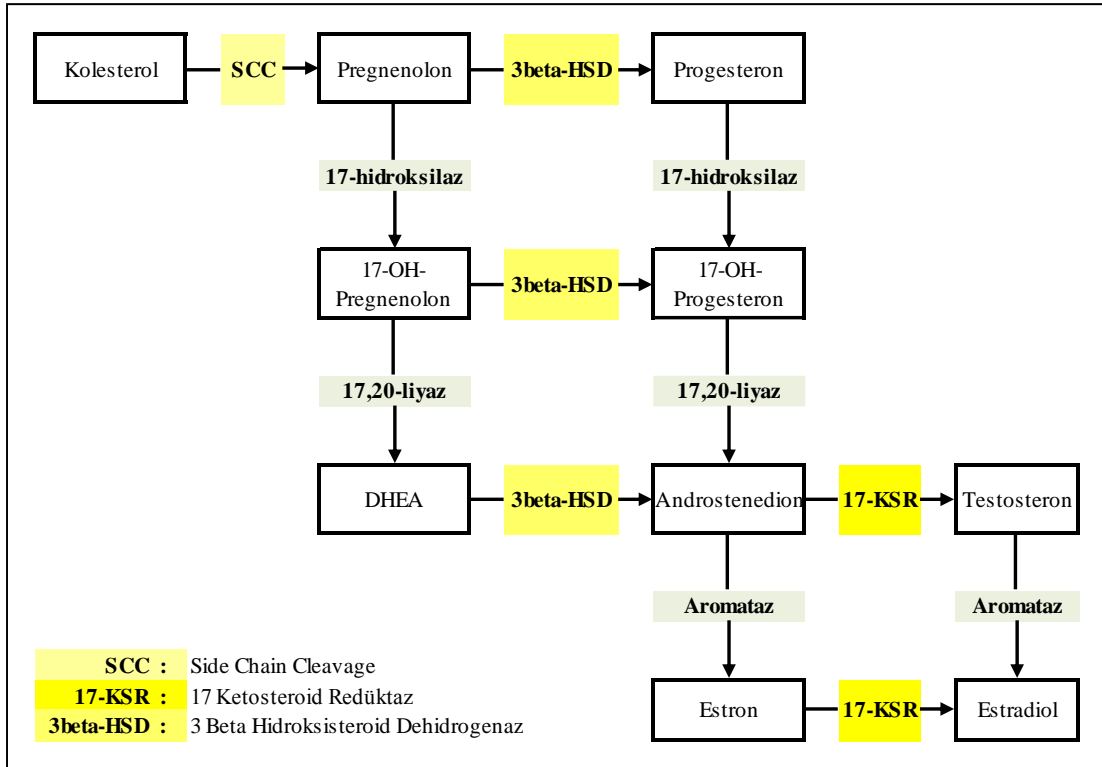 Kolesterol SCC Pregnenolon 3beta-HSD Progesteron
17-hidroksilaz 17-hidroksilaz
17-OH- 17-OH-
Pregnenolon 3beta-HSD Progesteron
17,20-liyaz 17,20-liyaz
DHEA 3beta-HSD Androstenedion 17-KSR Testosteron
Aromataz Aromataz
SCC : Side Chain Cleavage
17-KSR : 17 Ketosteroid Redüktaz
3beta-HSD : 3 Beta Hidroksisteroid Dehidrogenaz
Estron 17-KSR Estradiol